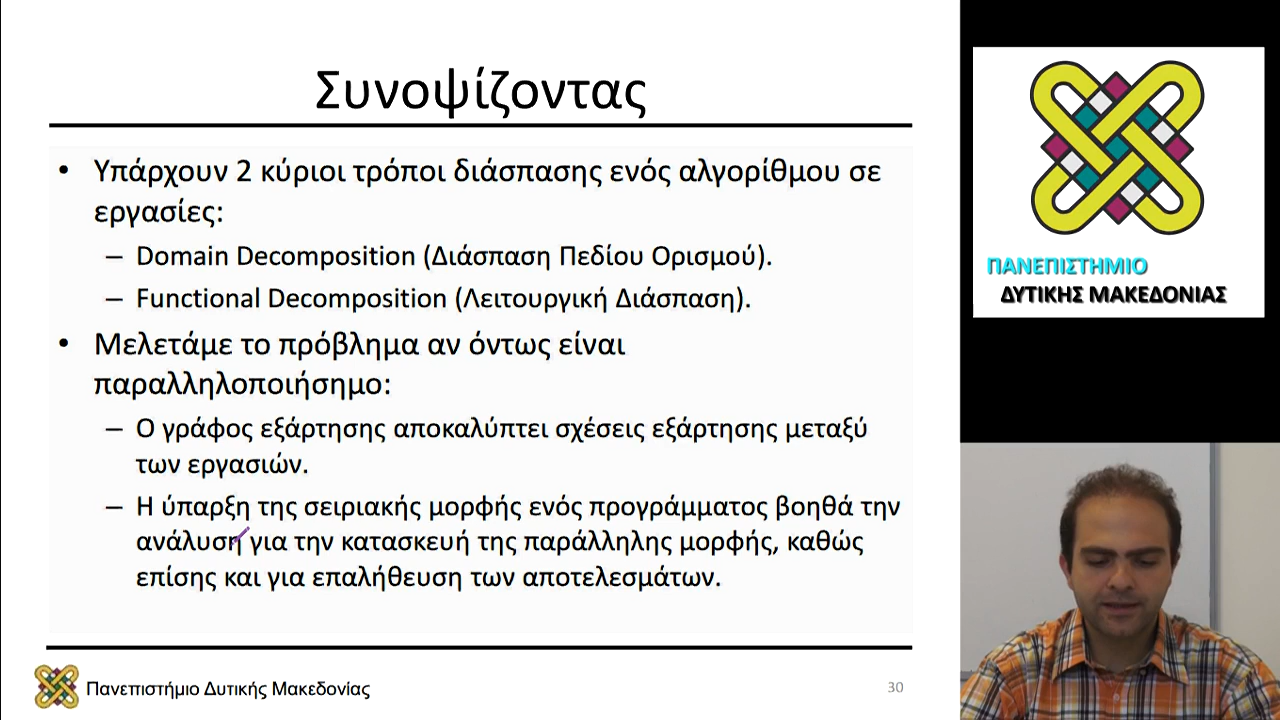 Συνοψίζοντας
• Υπάρχουν 2 κύριοι τρόποι διάσπασης ενός αλγορίθμου σε
εργασίες:
– Domain Decomposition (Διάσπαση Πεδίου Ορισμού).
– Functional Decomposition (Λειτουργική Διάσπαση).
• Μελετάμε το πρόβλημα αν όντως είναι
παραλληλοποιήσημο:
– Ο γράφος εξάρτησης αποκαλύπτει σχέσεις εξάρτησης μεταξύ
των εργασιών.
– Η ύπαρξη της σειριακής μορφής ενός προγράμματος βοηθά την
ανάλυση για την κατασκευή της παράλληλης μορφής, καθώς
επίσης και για επαλήθευση των αποτελεσμάτων.
Πανεπιστήμιο Δυτικής Μακεδονίας
30
ΠΑΝΕΠΙΣΤΗΜΙΟ
ΔΥΤΙΚΗΣ ΜΑΚΕΔΟΝΙΑΣ